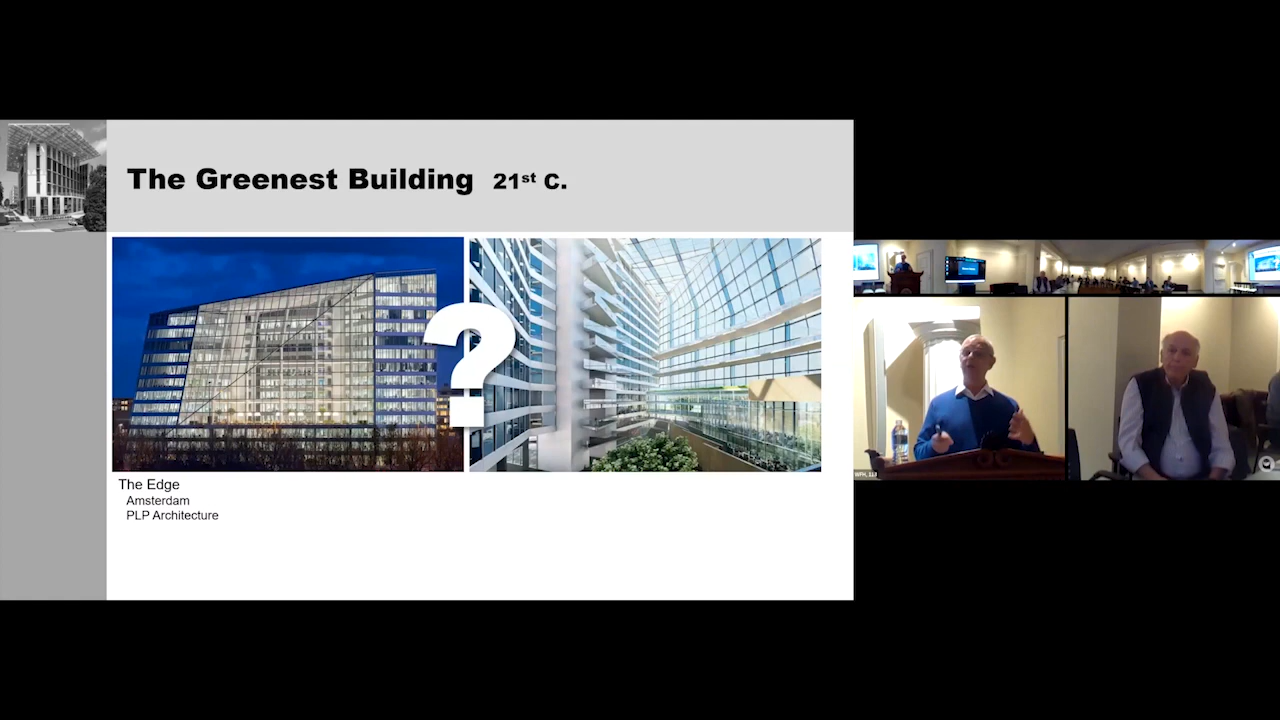 The Greenest Building 21st C.
?
The Edge
Amsterdam
PLP Architecture